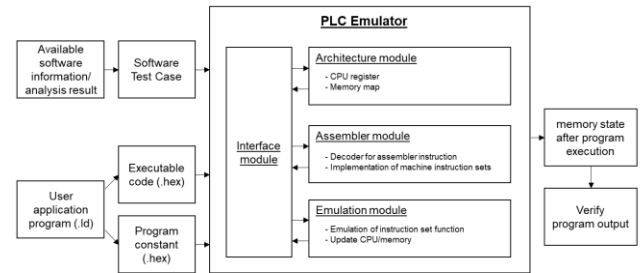 PLC Emulator
Available
software
information/
analysis result
Software
Test Case
User
application
program (.ld)
Executable
code (.hex)
Program
constant
(.hex)
Interface
module
Architecture module
- CPU register
- Memory map
Assembler module
- Decoder for assembler instruction
- Implementation of machine instruction sets
Emulation module
- Emulation of instruction set function
- Update CPU/memory
memory state
after program
execution
Verify
program output